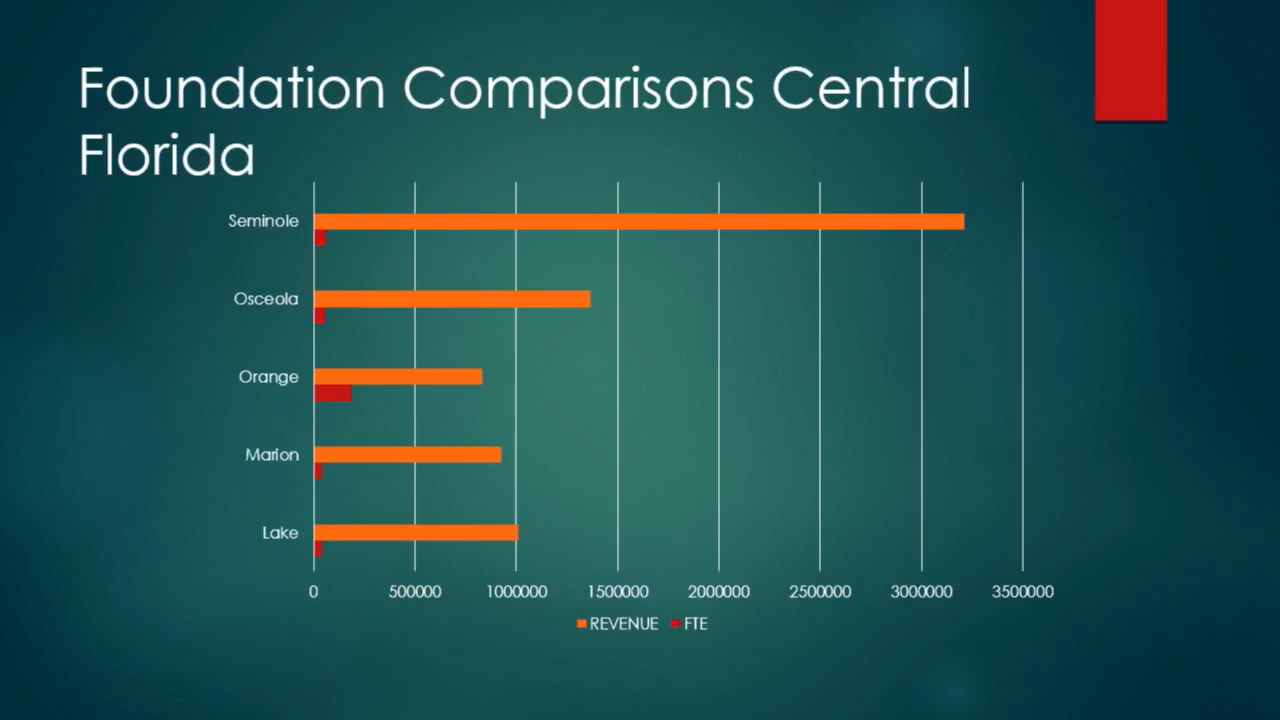 Foundation Comparisons Central
Florida
Seminole
Osceola
Orange
Marion
Lake
0 500000 1000000 1500000 2000000 2500000 3000000 3500000
REVENUE FTE